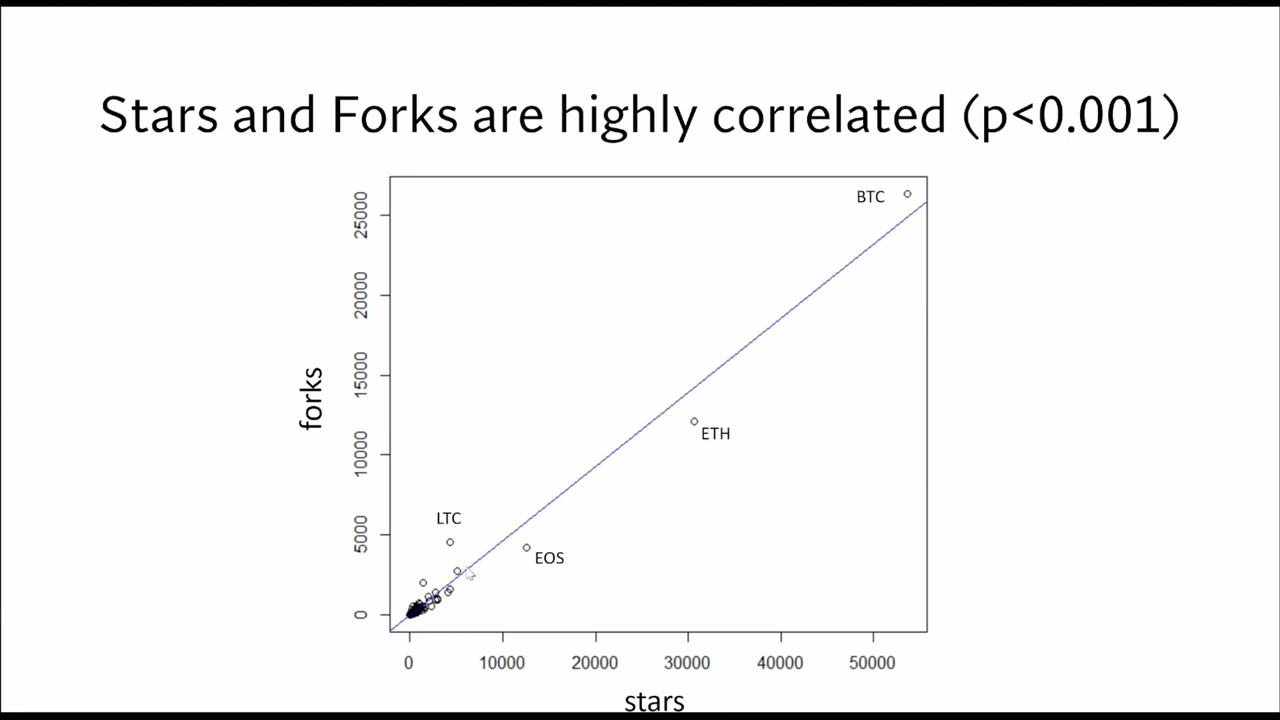 Stars and Forks are highly correlated (p<0.001)
BTC
25000
20000
15000
forks
ETH
10000
LTC
5000
EOS
0
0 10000 20000 30000 40000 50000
stars